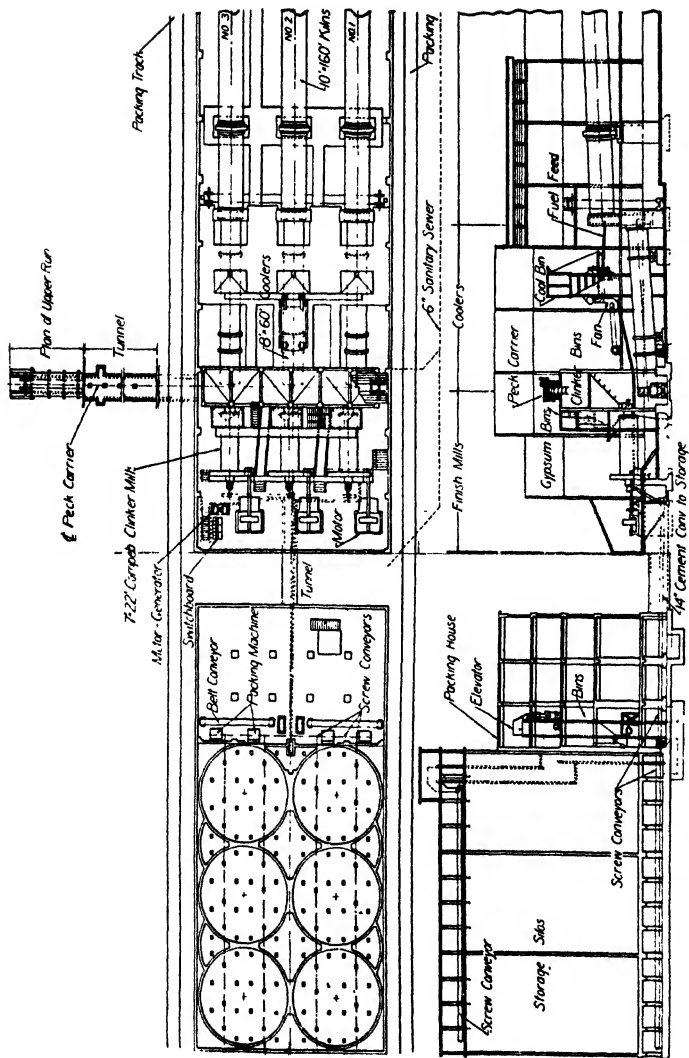 Packing Track
NO. 3
NO. 2
NO. 1
10'×160' Kilns
Packing
Plan of Upper Run
Tunnel
℄ Peck Carrier
Coolers
8'×60'
6" Sanitary Sewer
7×22' Compeb Clinker Mills
Motor-Generator
Switchboard
Motor
Tunnel
Belt Conveyor
Packing Machine
Screw Conveyors
Coolers
Finish Mills
Feed
Fuel
Coal Bin
Fan
Peck Carrier
Clinker Bins
Gypsum Bins
14" Cement Conv to Storage
Packing House
Elevator
Bins
Screw Conveyors
Screw Conveyor
Storage Silos